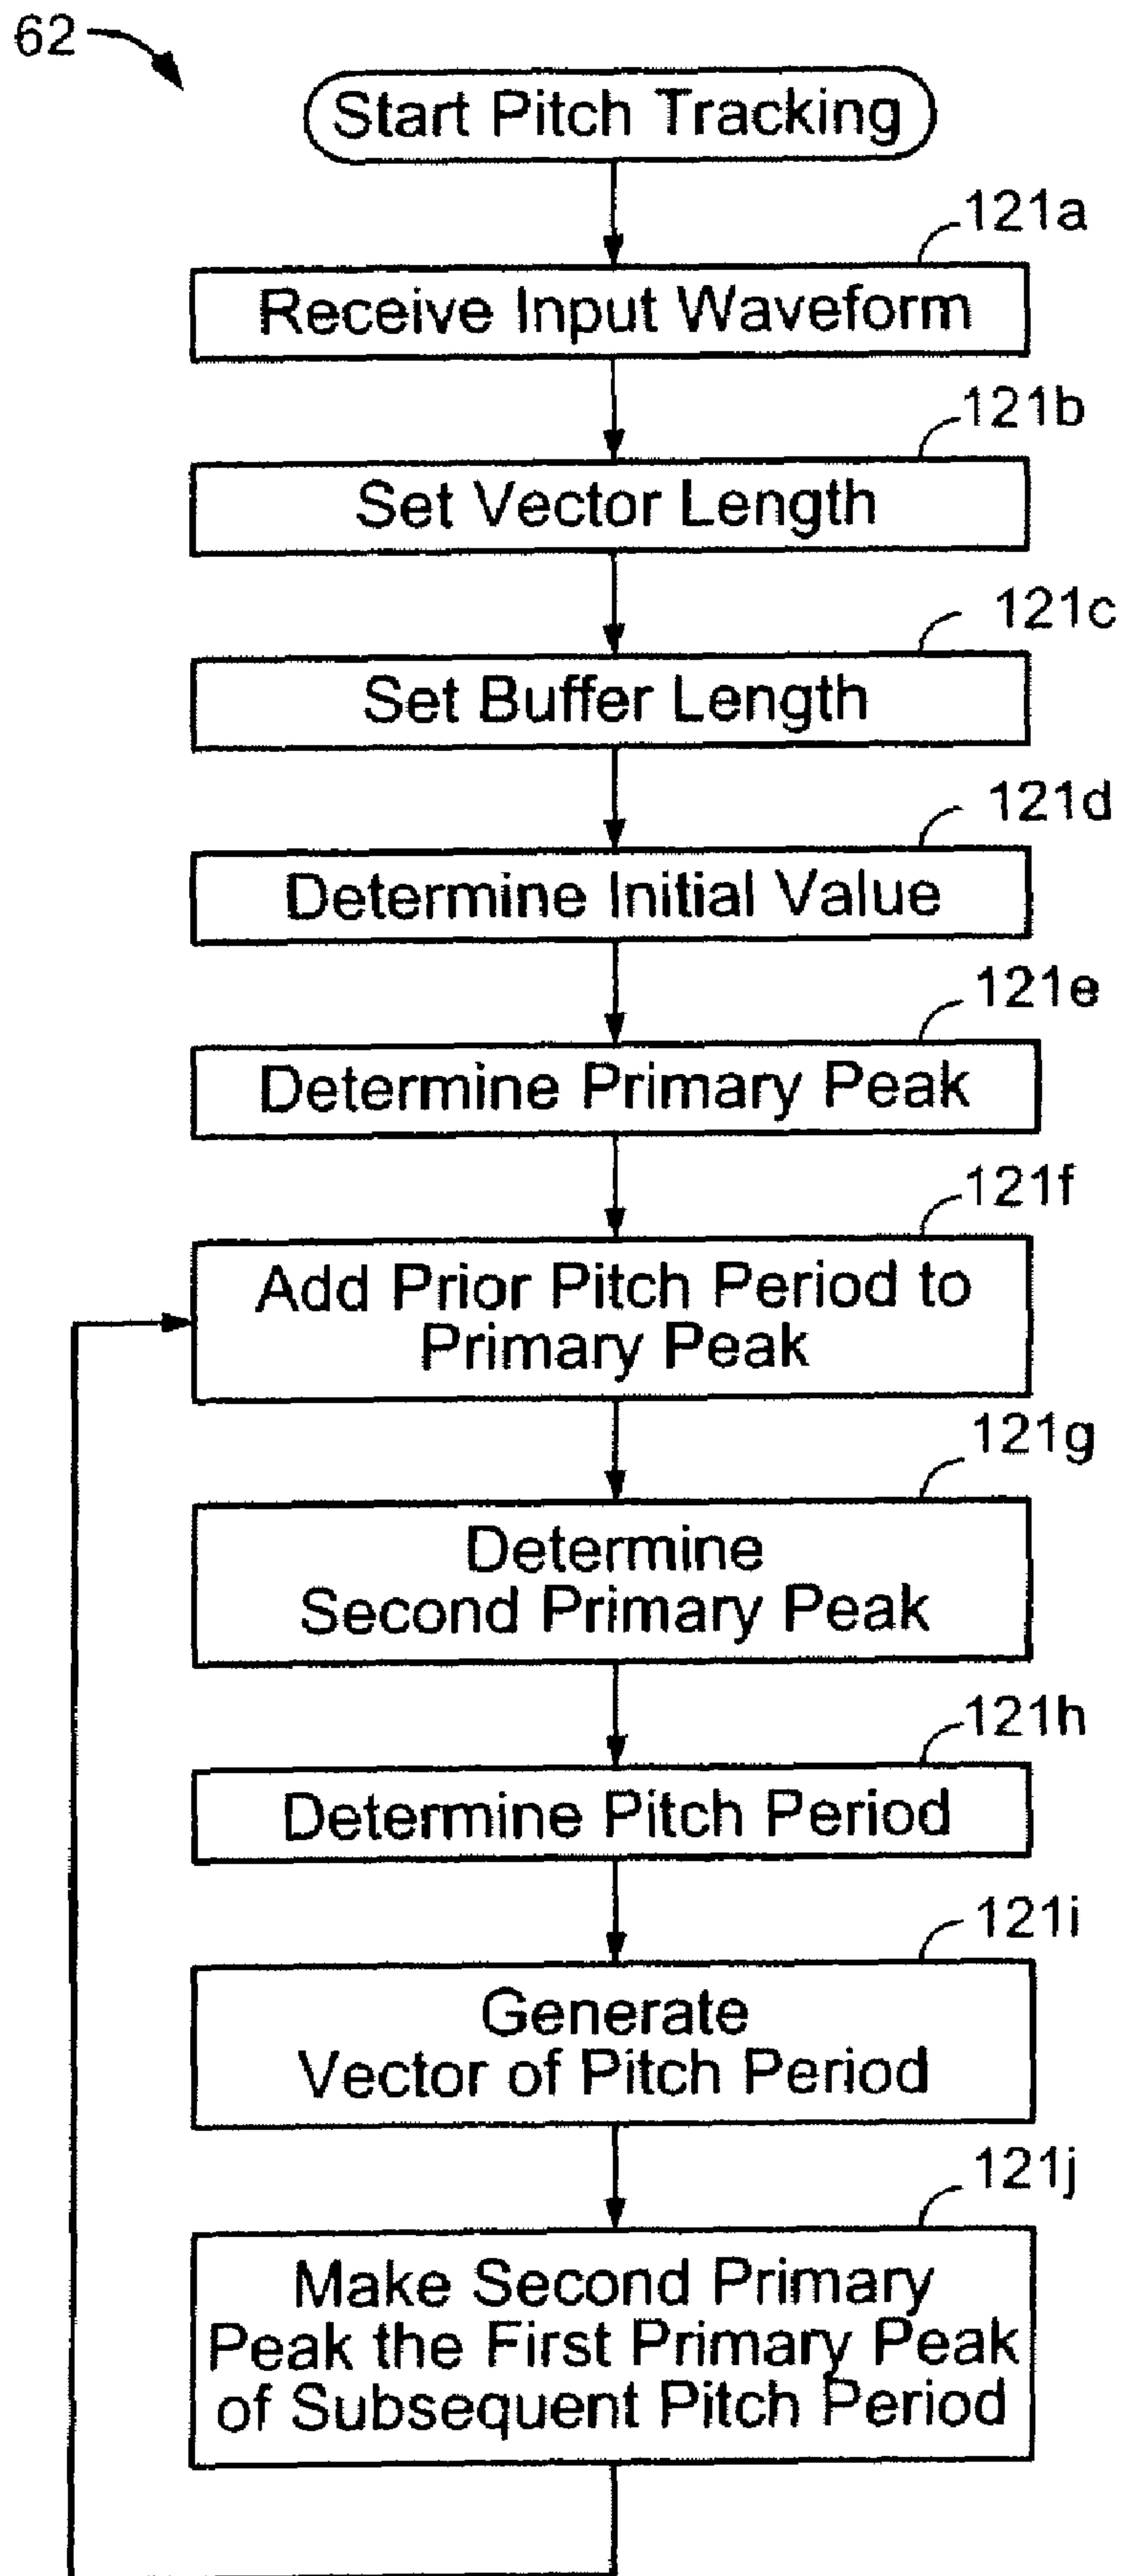 62
Start Pitch Tracking
121a
Receive Input Waveform
121b
Set Vector Length
121c
Set Buffer Length
121d
Determine Initial Value
121e
Determine Primary Peak
121f
Add Prior Pitch Period to
Primary Peak
121g
Determine
Second Primary Peak
121h
Determine Pitch Period
121i
Generate
Vector of Pitch Period
121j
Make Second Primary
Peak the First Primary Peak
of Subsequent Pitch Period